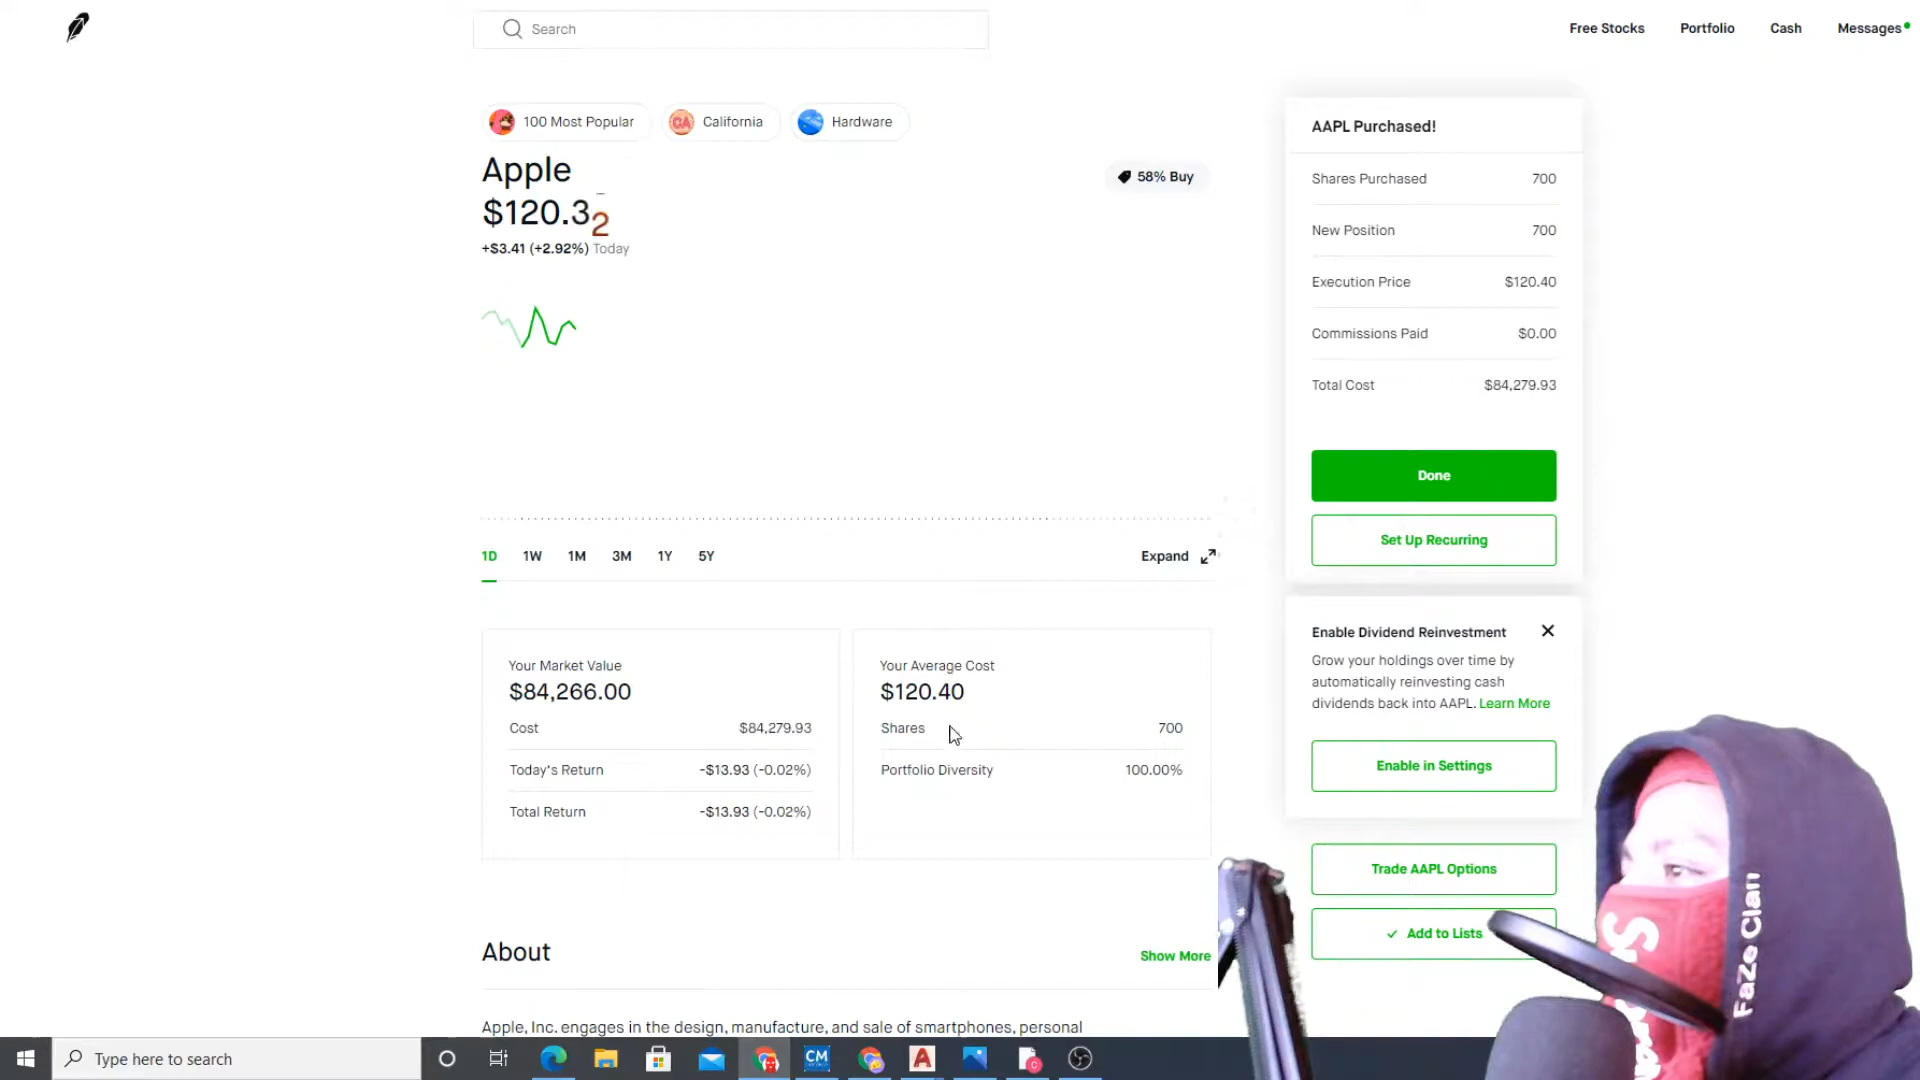 Search
Free Stocks
Portfolio
Cash
Messages
100 Most Popular
CA
California
Hardware
Apple
58% Buy
$120.32
+$3.41 (+2.92%) Today
1D
1W
1M
3M
1Y
5Y
Expand
Your Market Value
$84,266.00
Cost $84,279.93
Today's Return -$13.93 (-0.02%)
Total Return -$13.93 (-0.02%)
Your Average Cost
$120.40
Shares 700
Portfolio Diversity 100.00%
About
Show More
Apple, Inc. engages in the design, manufacture, and sale of smartphones, personal
AAPL Purchased!
Shares Purchased 700
New Position 700
Execution Price $120.40
Commissions Paid $0.00
Total Cost $84,279.93
Done
Set Up Recurring
Enable Dividend Reinvestment
Grow your holdings over time by
automatically reinvesting cash
dividends back into AAPL. Learn More
Enable in Settings
Trade AAPL Options
Add to Lists
FaZe Clan
Type here to search
CM
A